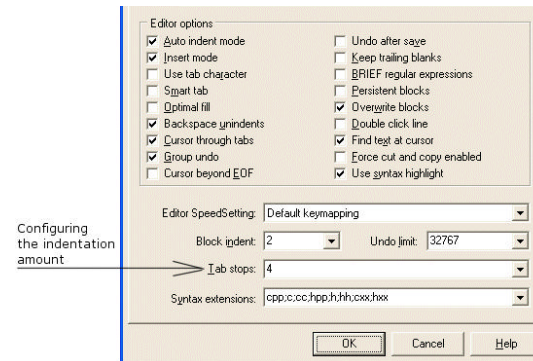 Editor options
Auto indent mode
Insert mode
Use tab character
Smart tab
Optimal fill
Backspace unindents
Cursor through tabs
Group undo
Cursor beyond EOF
Undo after save
Keep trailing blanks
BRIEF regular expressions
Persistent blocks
Overwrite blocks
Double click line
Find text at cursor
Force cut and copy enabled
Use syntax highlight
Editor SpeedSetting: Default keymapping
Block indent: 2 Undo limit: 32767
Configuring
the indentation
amount
Tab stops: 4
Syntax extensions: cpp;c;cc;hpp;h;hh;cxx;hxx
OK Cancel Help